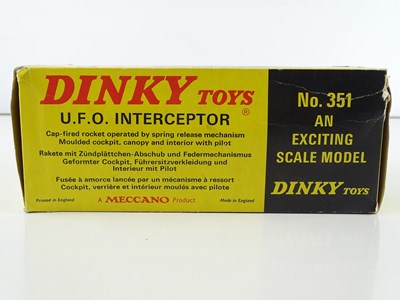 DINKY TOYS®
U.F.O. INTERCEPTOR
Cap-fired rocket operated by spring release mechanism
Moulded cockpit, canopy and interior with pilot
Rakete mit Zündplättchen-Abschub und Federmechanismus
Geformter Cockpit, Führersitzverkleidung und
Interieur mit Pilot
Fusée à amorce lancée par un mécanisme à ressort
Cockpit, verrière et intérieur moulés avec pilote
Printed in England
A MECCANO Product
Made in England
No. 351
AN
EXCITING
SCALE MODEL
DINKY TOYS